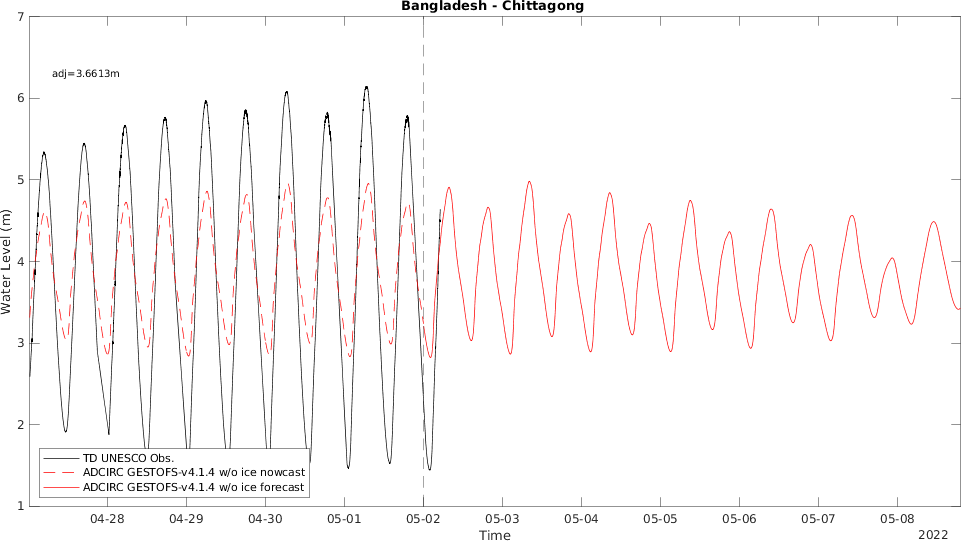 Bangladesh - Chittagong
adj=3.6613m
Water Level (m)
7
6
5
4
3
2
1
TD UNESCO Obs.
ADCIRC GESTOFS-v4.1.4 w/o ice nowcast
ADCIRC GESTOFS-v4.1.4 w/o ice forecast
04-28 04-29 04-30 05-01 05-02 05-03 05-04 05-05 05-06 05-07 05-08
Time
2022